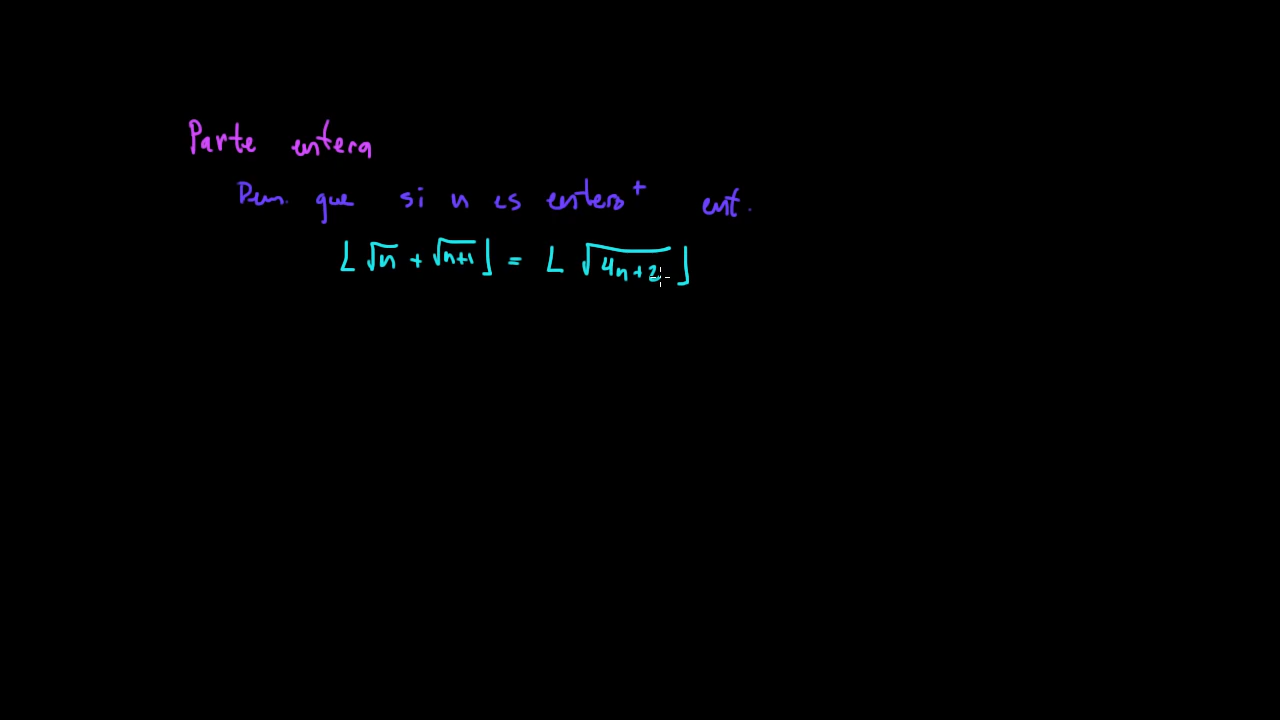 Parte entera
Dem. que si n es entero⁺ ent.
⌊√n + √(n+1)⌋ = ⌊√(4n+2)⌋